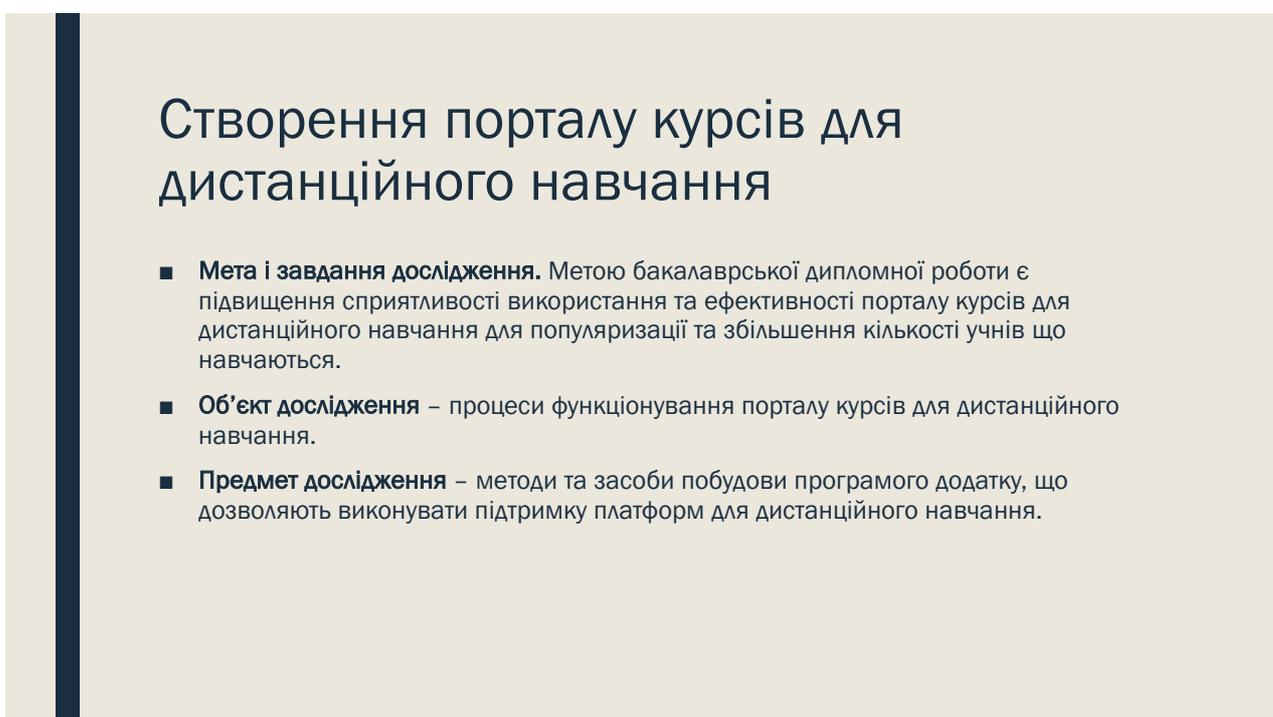 Створення порталу курсів для
дистанційного навчання
■ Мета і завдання дослідження. Метою бакалаврської дипломної роботи є
підвищення сприятливості використання та ефективності порталу курсів для
дистанційного навчання для популяризації та збільшення кількості учнів що
навчаються.
■ Об’єкт дослідження – процеси функціонування порталу курсів для дистанційного
навчання.
■ Предмет дослідження – методи та засоби побудови програмого додатку, що
дозволяють виконувати підтримку платформ для дистанційного навчання.